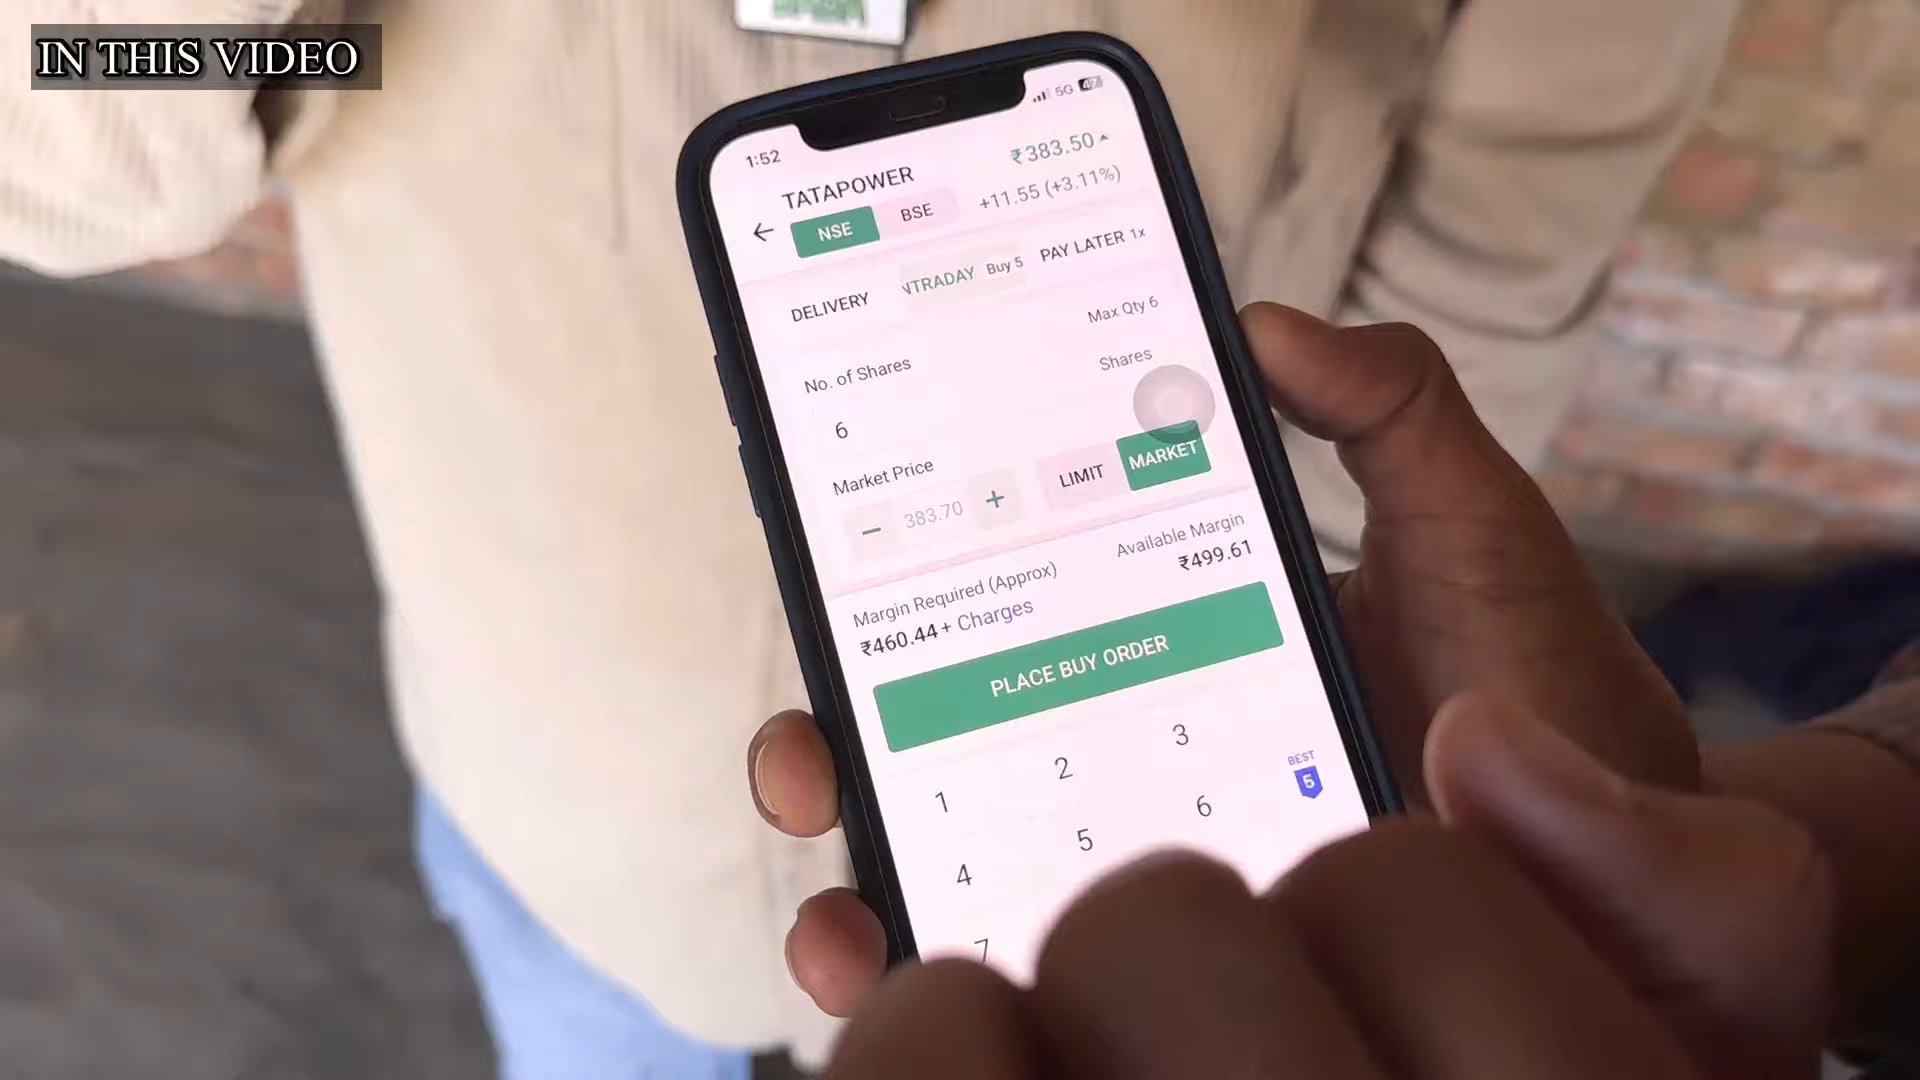 IN THIS VIDEO
1:52
5G 47
TATAPOWER
₹383.50
NSE BSE
+11.55 (+3.11%)
DELIVERY NTRADAY Buy 5 PAY LATER 1x
Max Qty 6
No. of Shares
Shares
6
Market Price
− 383.70 + LIMIT MARKET
Margin Required (Approx)
Available Margin
₹460.44+ Charges
₹499.61
PLACE BUY ORDER
1 2 3
BEST
5
4 5 6
7